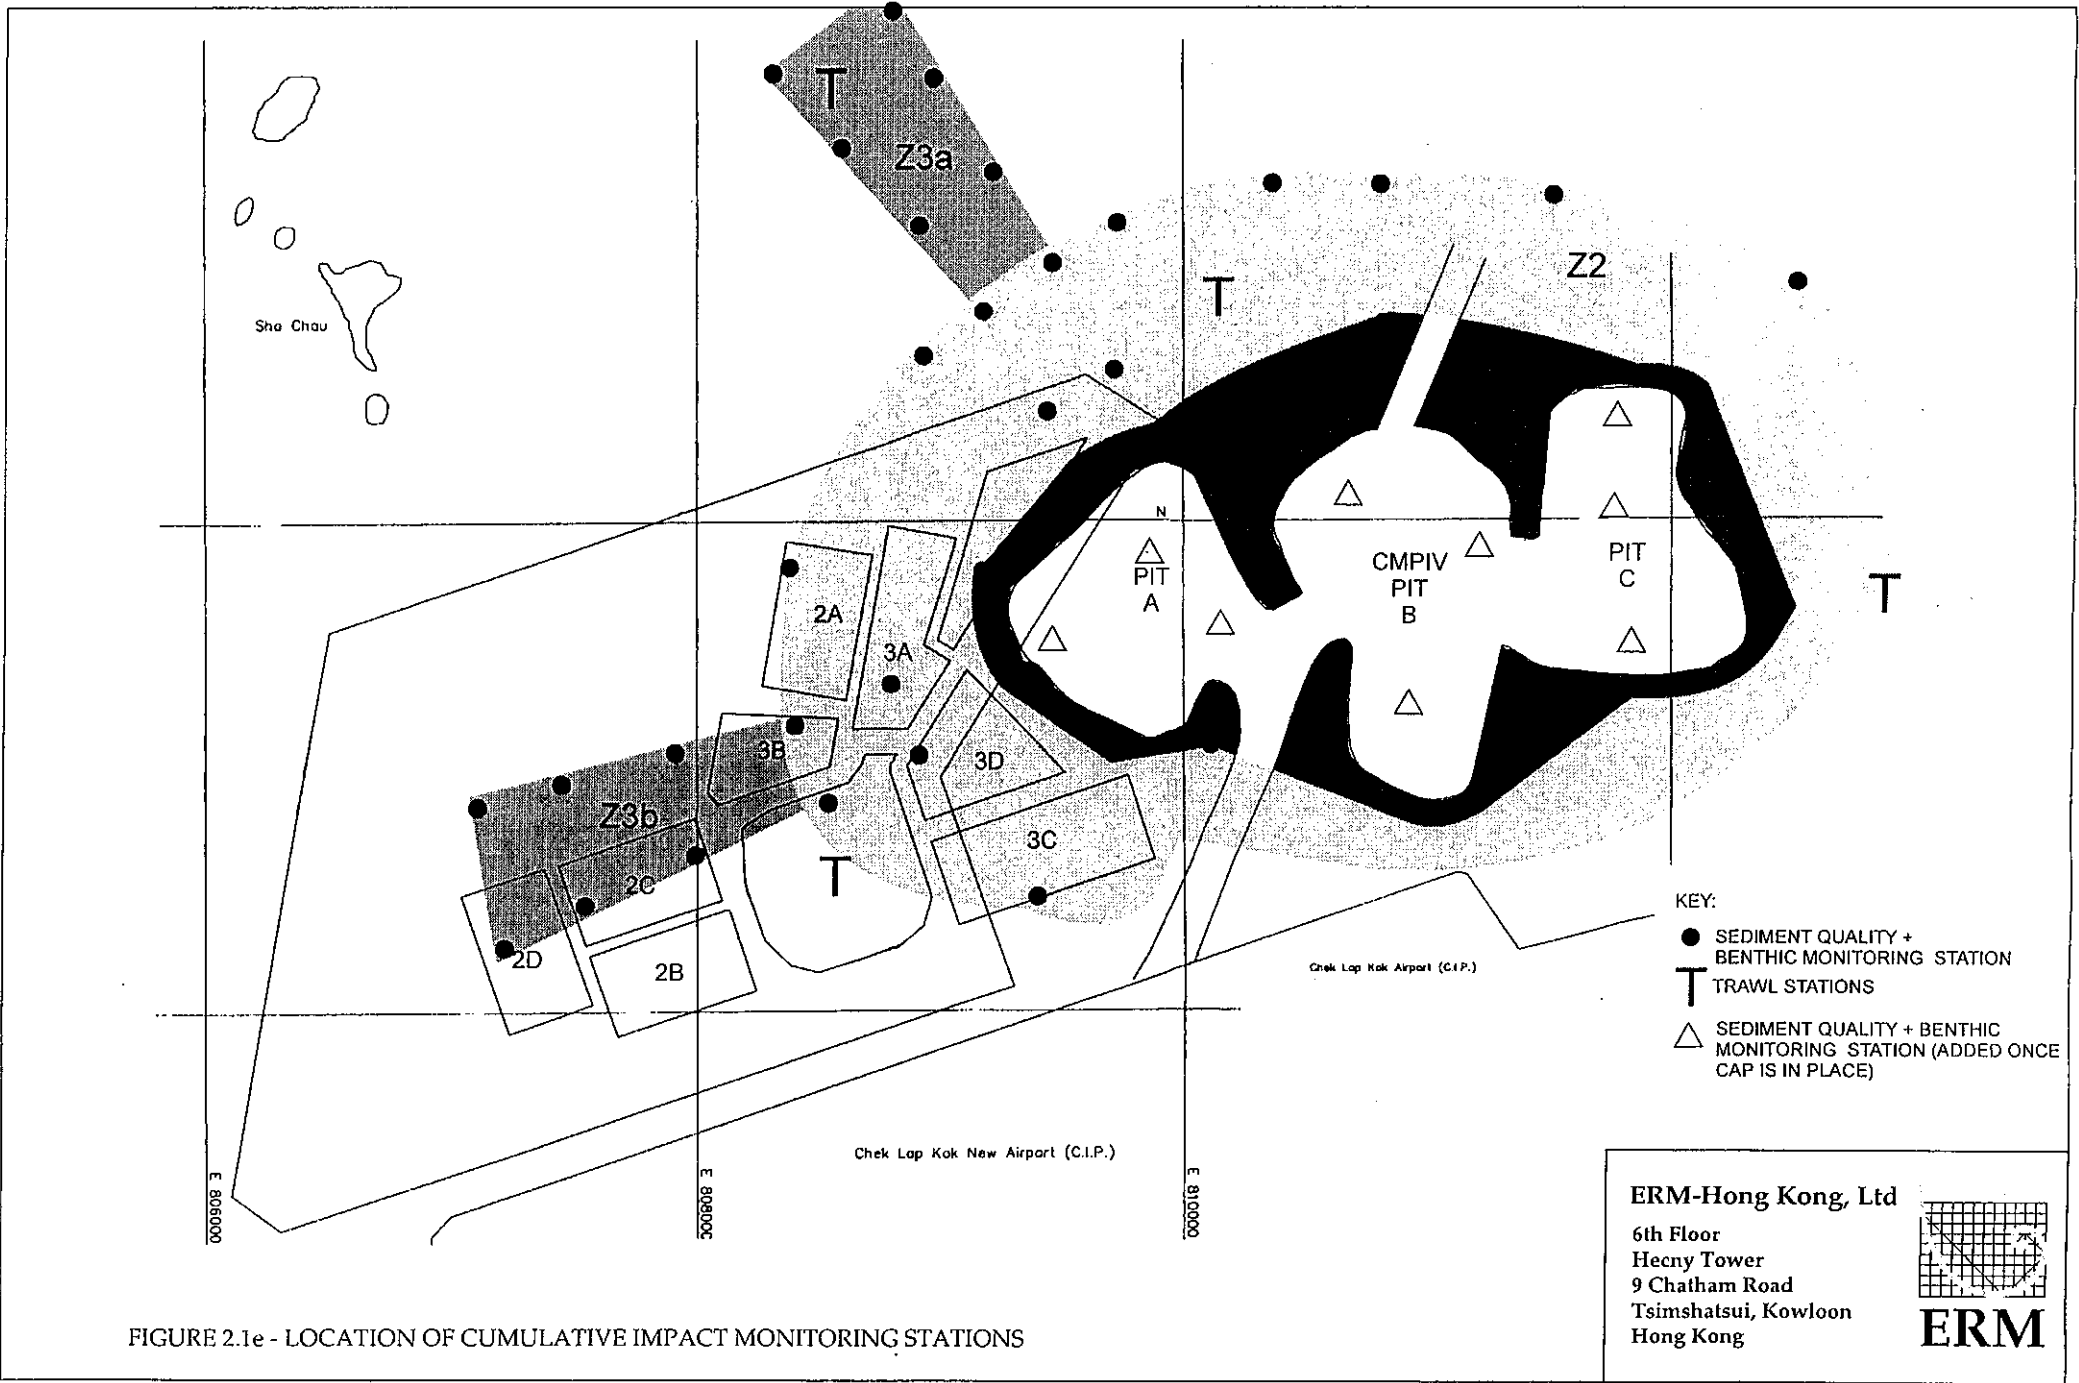 T
Z3a
Z2
T
Sha Chau
N
PIT
A
CMPIV
PIT
B
PIT
C
T
2A
3A
3B
3D
Z3b
3C
T
2C
2D
2B
KEY:
SEDIMENT QUALITY +
BENTHIC MONITORING STATION
T TRAWL STATIONS
SEDIMENT QUALITY + BENTHIC
MONITORING STATION (ADDED ONCE
CAP IS IN PLACE)
Chek Lap Kok Airport (C.I.P.)
Chek Lap Kok New Airport (C.I.P.)
E 806000
E 808000
E 810000
ERM-Hong Kong, Ltd
6th Floor
Hecny Tower
9 Chatham Road
Tsimshatsui, Kowloon
Hong Kong
ERM
FIGURE 2.1e - LOCATION OF CUMULATIVE IMPACT MONITORING STATIONS